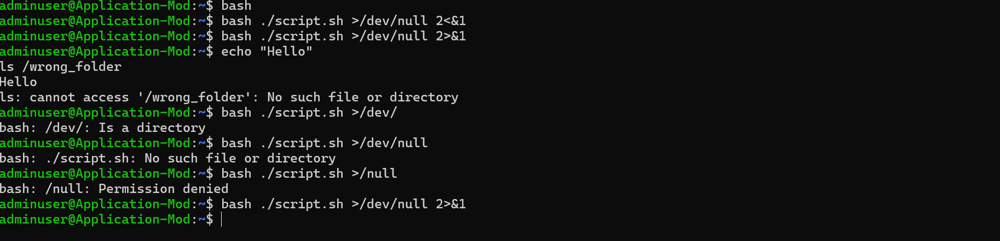 adminuser@Application-Mod:~$ bash
adminuser@Application-Mod:~$ bash ./script.sh >/dev/null 2<&1
adminuser@Application-Mod:~$ bash ./script.sh >/dev/null 2>&1
adminuser@Application-Mod:~$ echo "Hello"
ls /wrong_folder
Hello
ls: cannot access '/wrong_folder': No such file or directory
adminuser@Application-Mod:~$ bash ./script.sh >/dev/
bash: /dev/: Is a directory
adminuser@Application-Mod:~$ bash ./script.sh >/dev/null
bash: ./script.sh: No such file or directory
adminuser@Application-Mod:~$ bash ./script.sh >/null
bash: /null: Permission denied
adminuser@Application-Mod:~$ bash ./script.sh >/dev/null 2>&1
adminuser@Application-Mod:~$